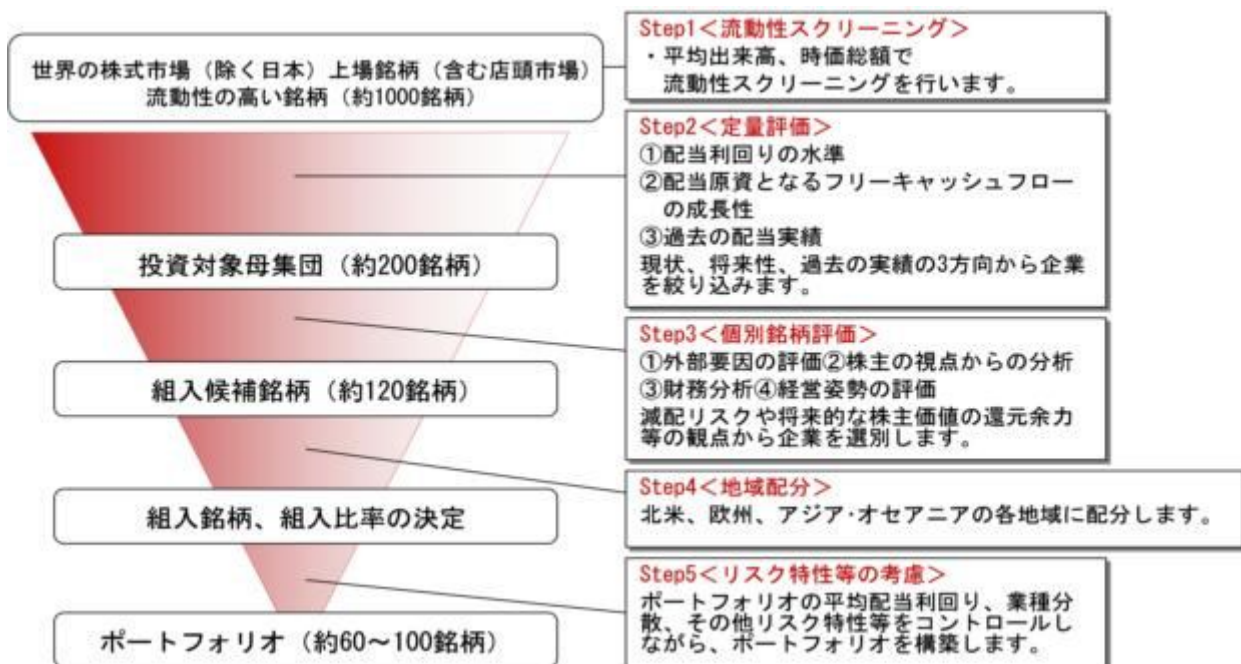 世界の株式市場（除く日本）上場銘柄（含む店頭市場）
流動性の高い銘柄（約1000銘柄）
Step1＜流動性スクリーニング＞
・平均出来高、時価総額で
流動性スクリーニングを行います。
Step2＜定量評価＞
①配当利回りの水準
②配当原資となるフリーキャッシュフロー
の成長性
③過去の配当実績
現状、将来性、過去の実績の3方向から企業
を絞り込みます。
投資対象母集団（約200銘柄）
Step3＜個別銘柄評価＞
①外部要因の評価②株主の視点からの分析
③財務分析④経営姿勢の評価
減配リスクや将来的な株主価値の還元余力
等の観点から企業を選別します。
組入候補銘柄（約120銘柄）
Step4＜地域配分＞
北米、欧州、アジア･オセアニアの各地域に配分します。
組入銘柄、組入比率の決定
Step5＜リスク特性等の考慮＞
ポートフォリオの平均配当利回り、業種分
散、その他リスク特性等をコントロールし
ながら、ポートフォリオを構築します。
ポートフォリオ（約60～100銘柄）